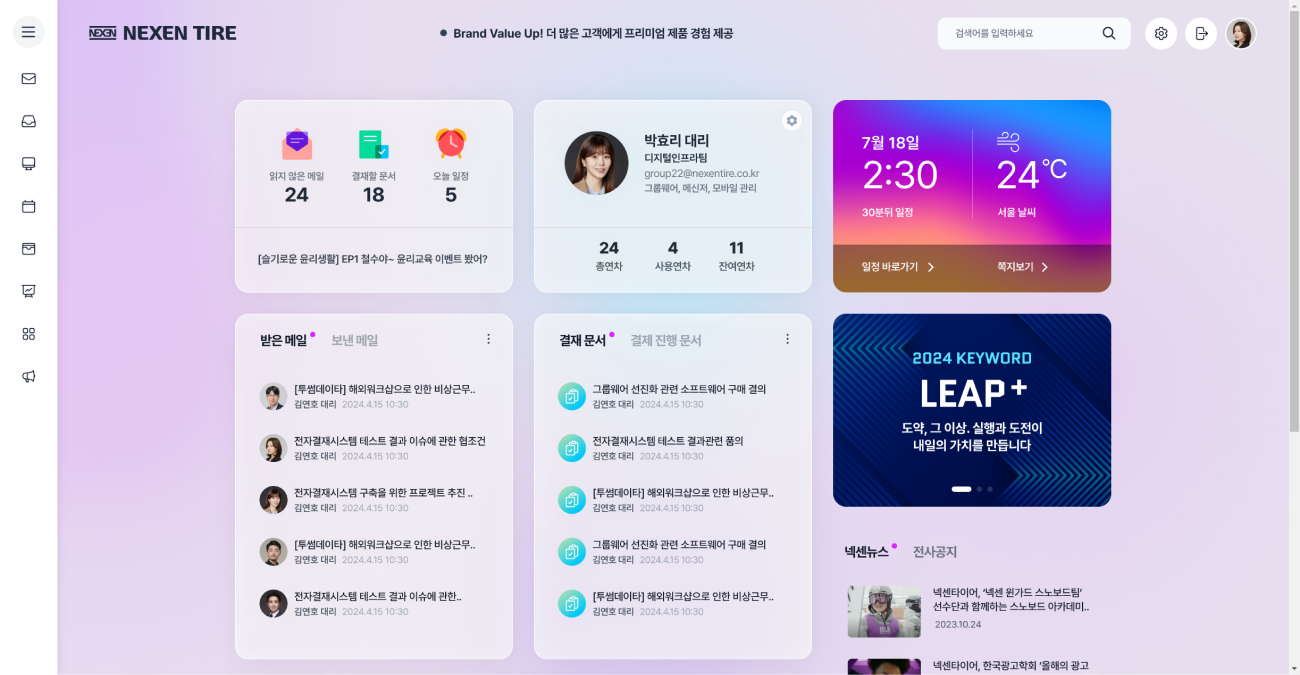 NEXEN NEXEN TIRE
Brand Value Up! 더 많은 고객에게 프리미엄 제품 경험 제공
검색어를 입력하세요
읽지 않은 메일
24
결재할 문서
18
오늘 일정
5
[슬기로운 윤리생활] EP1 철수야~ 윤리교육 이벤트 봤어?
박효리 대리
디지털인프라팀
group22@nexentire.co.kr
그룹웨어, 메신저, 모바일 관리
24
총연차
4
사용연차
11
잔여연차
7월 18일
2:30
30분뒤 일정
24℃
서울 날씨
일정 바로가기
쪽지보기
받은 메일 보낸 메일
[투썸데이타] 해외워크샵으로 인한 비상근무..
김연호 대리 2024.4.15 10:30
전자결재시스템 테스트 결과 이슈에 관한 협조건
김연호 대리 2024.4.15 10:30
전자결재시스템 구축을 위한 프로젝트 추진 ..
김연호 대리 2024.4.15 10:30
[투썸데이타] 해외워크샵으로 인한 비상근무..
김연호 대리 2024.4.15 10:30
전자결재시스템 테스트 결과 이슈에 관한..
김연호 대리 2024.4.15 10:30
결재 문서 결제 진행 문서
그룹웨어 선진화 관련 소프트웨어 구매 결의
김연호 대리 2024.4.15 10:30
전자결재시스템 테스트 결과관련 품의
김연호 대리 2024.4.15 10:30
[투썸데이타] 해외워크샵으로 인한 비상근무..
김연호 대리 2024.4.15 10:30
그룹웨어 선진화 관련 소프트웨어 구매 결의
김연호 대리 2024.4.15 10:30
[투썸데이타] 해외워크샵으로 인한 비상근무..
김연호 대리 2024.4.15 10:30
2024 KEYWORD
LEAP+
도약, 그 이상. 실행과 도전이
내일의 가치를 만듭니다
넥센뉴스 전사공지
넥센타이어, '넥센 윈가드 스노보드팀'
선수단과 함께하는 스노보드 아카데미..
2023.10.24
넥센타이어, 한국광고학회 '올해의 광고